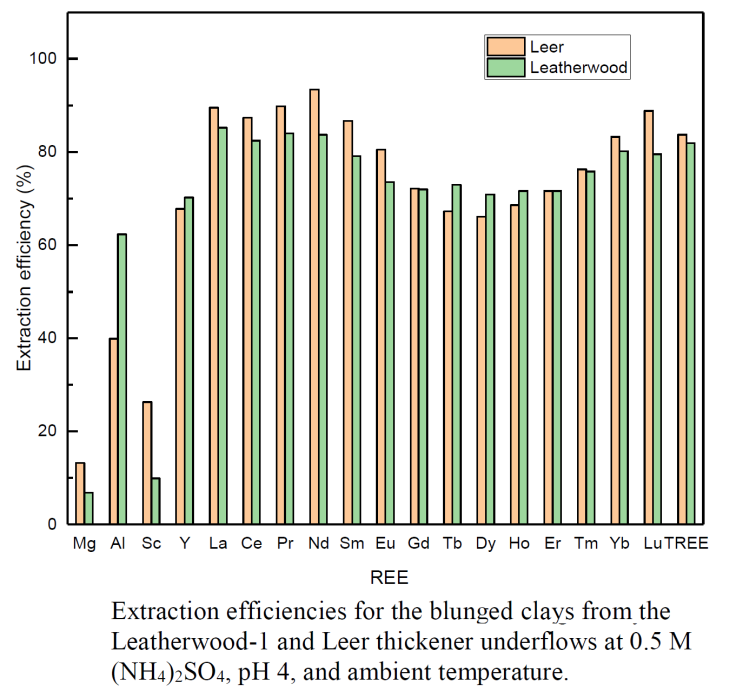 100
80
60
40
20
0
Extraction efficiency (%)
Leer
Leatherwood
Mg Al Sc Y La Ce Pr Nd Sm Eu Gd Tb Dy Ho Er Tm Yb Lu TREE
REE
Extraction efficiencies for the blunged clays from the
Leatherwood-1 and Leer thickener underflows at 0.5 M
(NH₄)₂SO₄, pH 4, and ambient temperature.